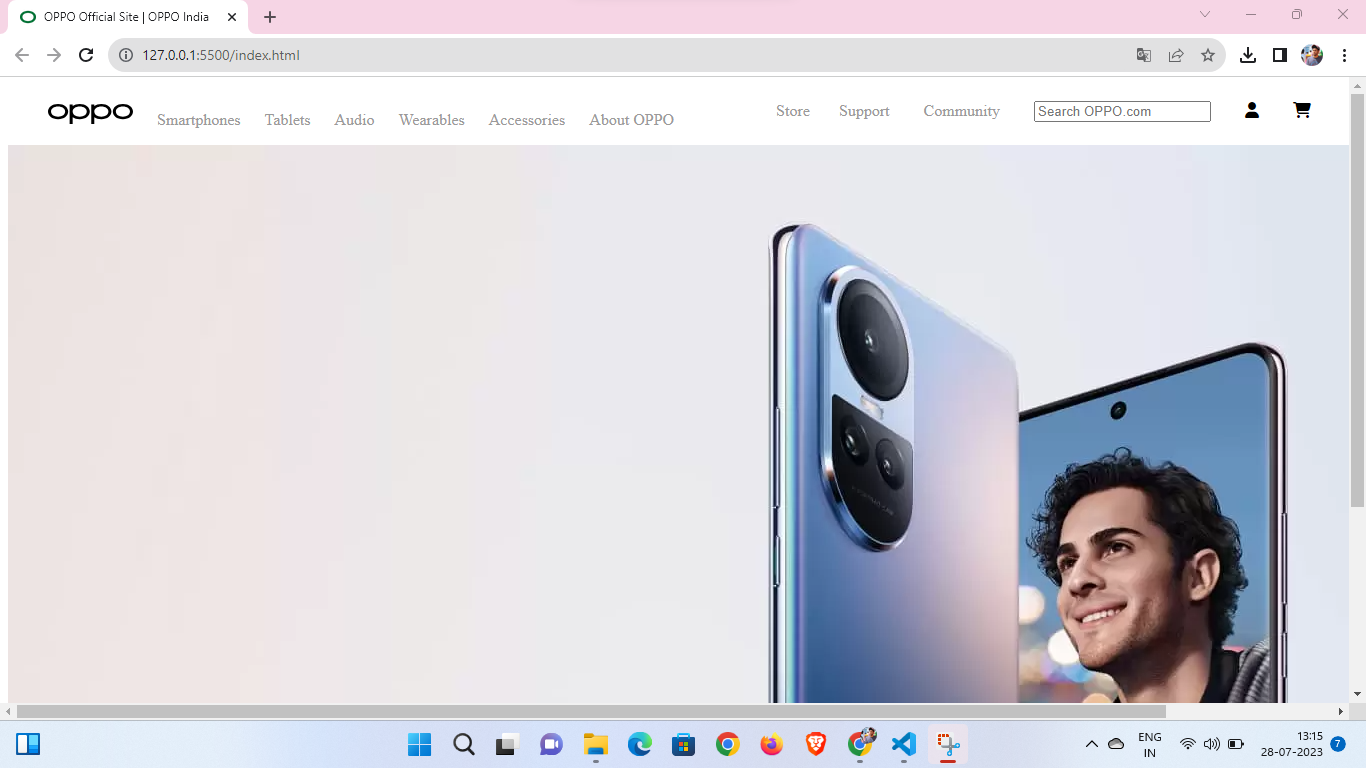 OPPO Official Site | OPPO India
127.0.0.1:5500/index.html
oppo Smartphones Tablets Audio Wearables Accessories About OPPO Store Support Community Search OPPO.com
ENG
IN
13:15
28-07-2023
7